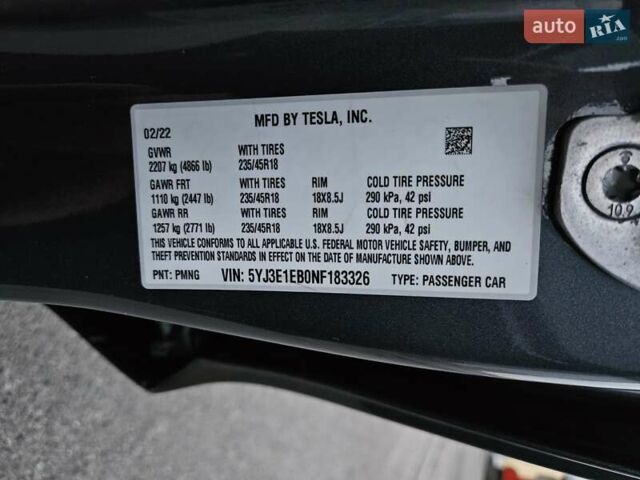 auto RIA.com
MFD BY TESLA, INC.
02/22
GVWR WITH TIRES
2207 kg (4866 lb) 235/45R18
GAWR FRT WITH TIRES RIM COLD TIRE PRESSURE
1110 kg (2447 lb) 235/45R18 18X8.5J 290 kPa, 42 psi
GAWR RR WITH TIRES RIM COLD TIRE PRESSURE
1257 kg (2771 lb) 235/45R18 18X8.5J 290 kPa, 42 psi
THIS VEHICLE CONFORMS TO ALL APPLICABLE U.S. FEDERAL MOTOR VEHICLE SAFETY, BUMPER, AND
THEFT PREVENTION STANDARDS IN EFFECT ON THE DATE OF MANUFACTURE SHOWN ABOVE.
PNT: PMNG VIN: 5YJ3E1EB0NF183326 TYPE: PASSENGER CAR
10.9